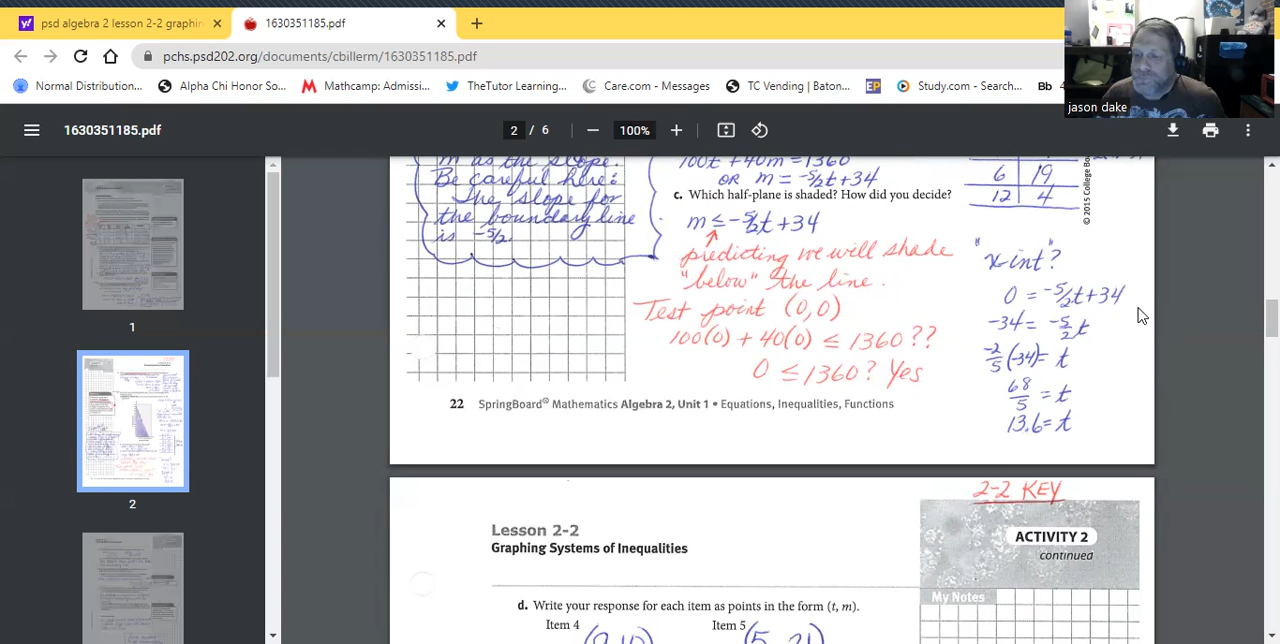 psd algebra 2 lesson 2-2 graphin
1630351185.pdf
pchs.psd202.org/documents/cbillerm/1630351185.pdf
Normal Distribution...
Alpha Chi Honor So...
Mathcamp: Admissi...
TheTutor Learning...
Care.com - Messages
TC Vending | Baton...
EP
Study.com - Search...
Bb
jason dake
1630351185.pdf
2 / 6
100%
1
2
m as the slope.
Be careful here:
The slope for
the boundary line
is -5/2.
100t + 40m = 1360
OR m = -5/2t + 34
c. Which half-plane is shaded? How did you decide?
m ≤ -5/2t + 34
predicting we will shade
"below" the line.
Test point (0,0)
100(0) + 40(0) ≤ 1360??
0 ≤ 1360? Yes
6 19
12 4
© 2015 College Boa
"x-int"?
0 = -5/2t + 34
-34 = -5/2 t
-2/5 (-34) = t
68/5 = t
13.6 = t
22 SpringBoard® Mathematics Algebra 2, Unit 1 • Equations, Inequalities, Functions
2-2 KEY
Lesson 2-2
Graphing Systems of Inequalities
ACTIVITY 2
continued
My Notes
d. Write your response for each item as points in the form (t, m).
Item 4
Item 5